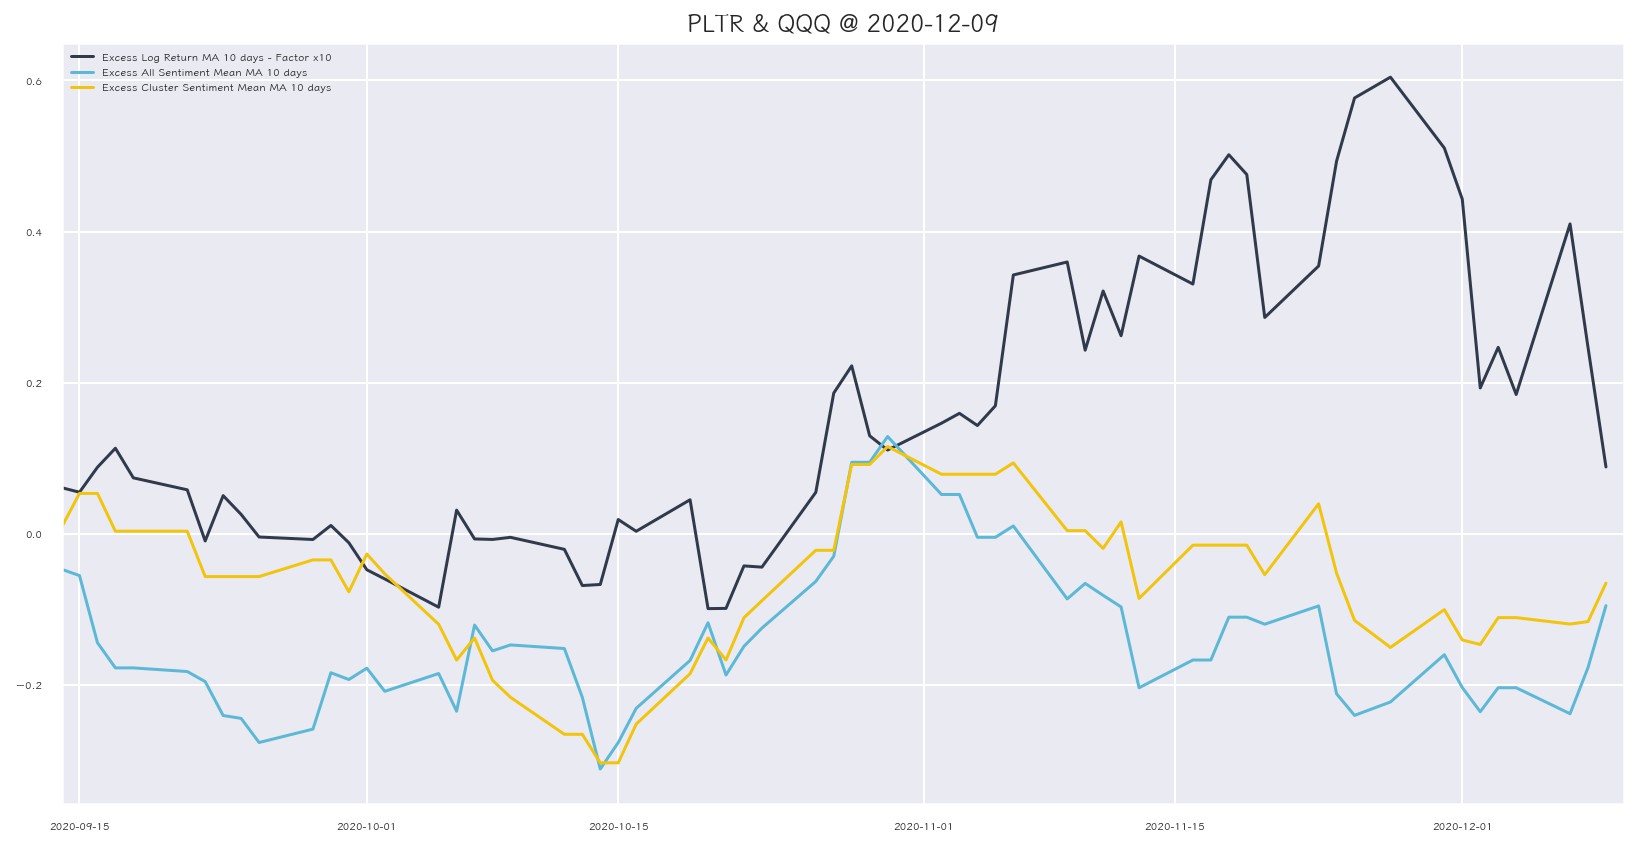 PLTR & QQQ @ 2020-12-09
Excess Log Return MA 10 days - Factor x10
Excess All Sentiment Mean MA 10 days
Excess Cluster Sentiment Mean MA 10 days
0.6
0.4
0.2
0.0
−0.2
2020-09-15 2020-10-01 2020-10-15 2020-11-01 2020-11-15 2020-12-01